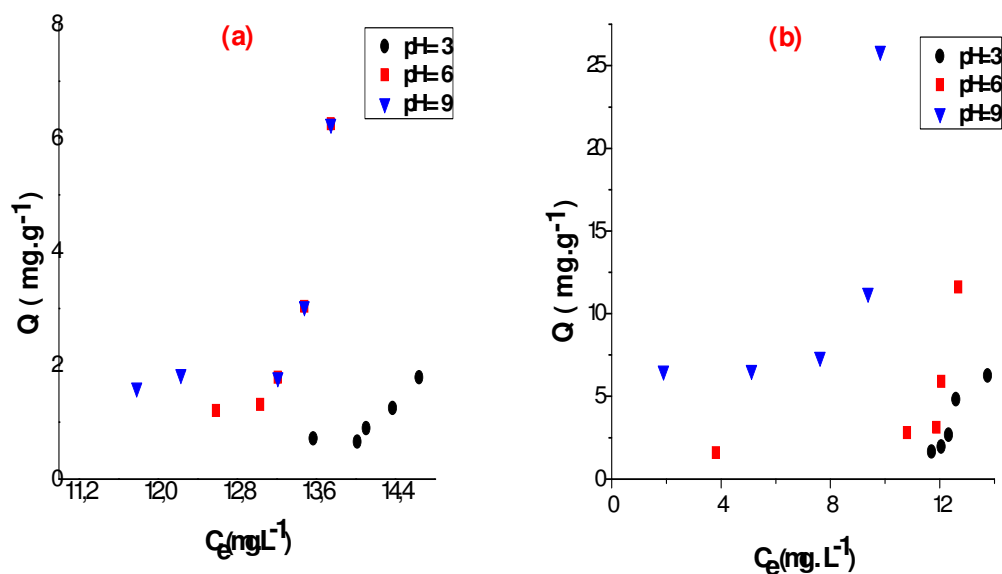 (a)
pH=3
pH=6
pH=9
8
6
4
2
0
Q ( mg.g-1)
11,2 12,0 12,8 13,6 14,4
Ce(mg.L-1)
(b)
pH=3
pH=6
pH=9
25
20
15
10
5
0
Q ( mg.g-1)
0 4 8 12
Ce(mg.L-1)